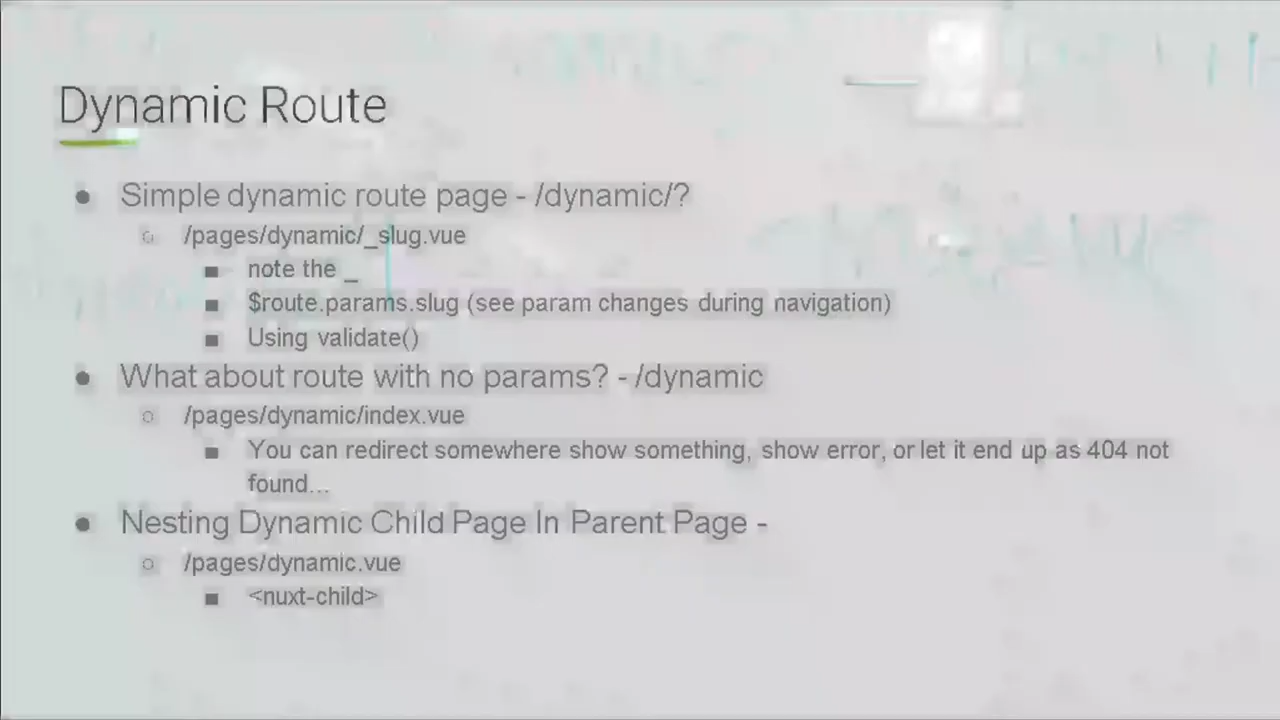 Dynamic Route
● Simple dynamic route page - /dynamic/?
○ /pages/dynamic/_slug.vue
■ note the _
■ $route.params.slug (see param changes during navigation)
■ Using validate()
● What about route with no params? - /dynamic
○ /pages/dynamic/index.vue
■ You can redirect somewhere show something, show error, or let it end up as 404 not
found...
● Nesting Dynamic Child Page In Parent Page -
○ /pages/dynamic.vue
■ <nuxt-child>